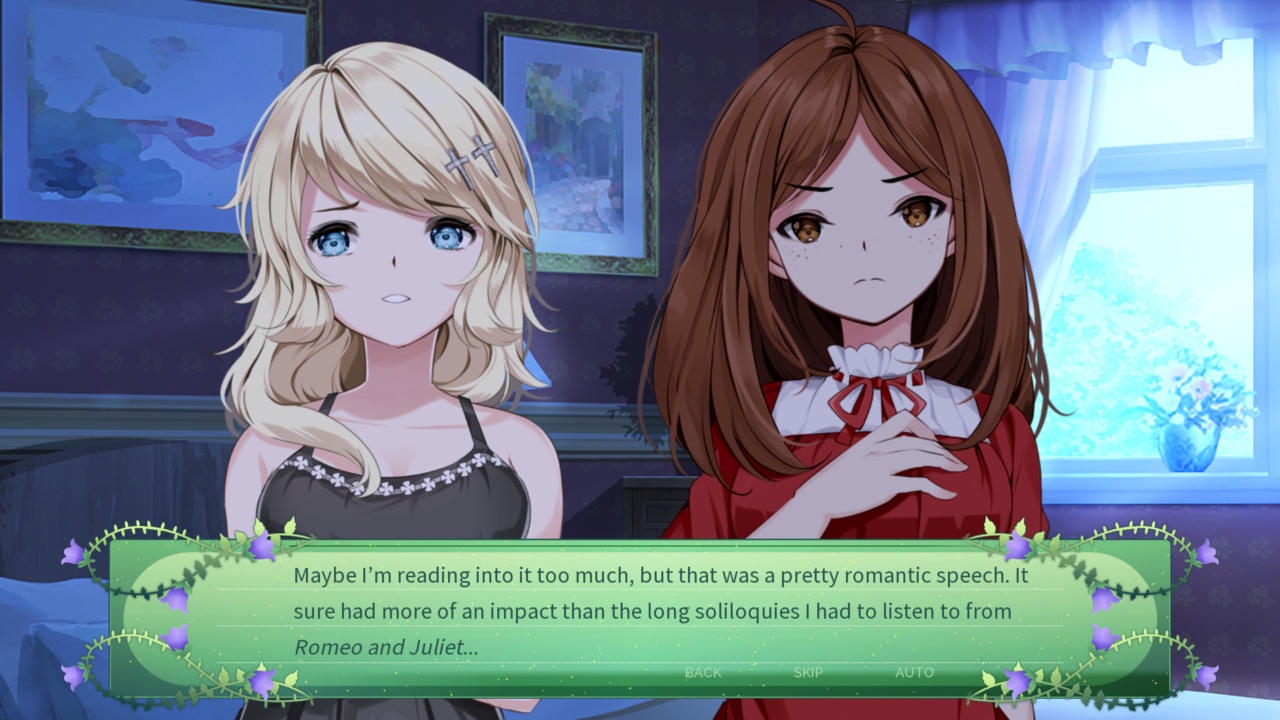 Maybe I’m reading into it too much, but that was a pretty romantic speech. It
sure had more of an impact than the long soliloquies I had to listen to from
Romeo and Juliet...
BACK SKIP AUTO